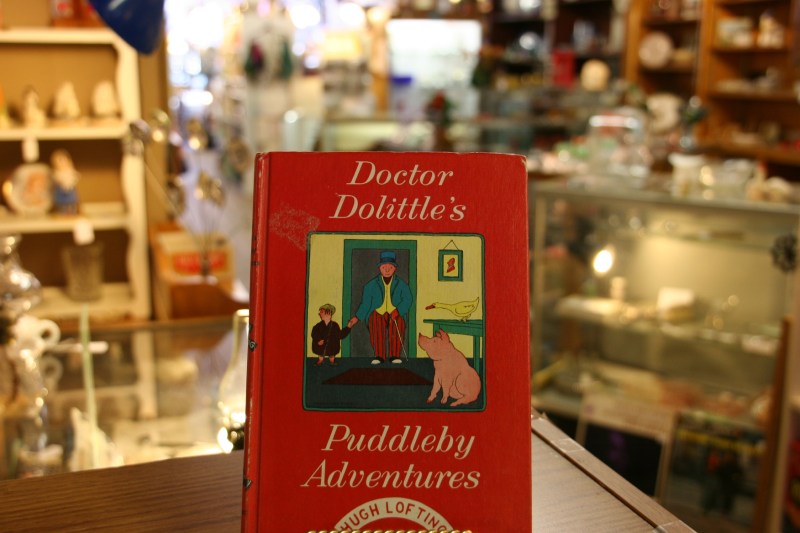 Doctor
Dolittle's
Puddleby
Adventures
HUGH LOFTING